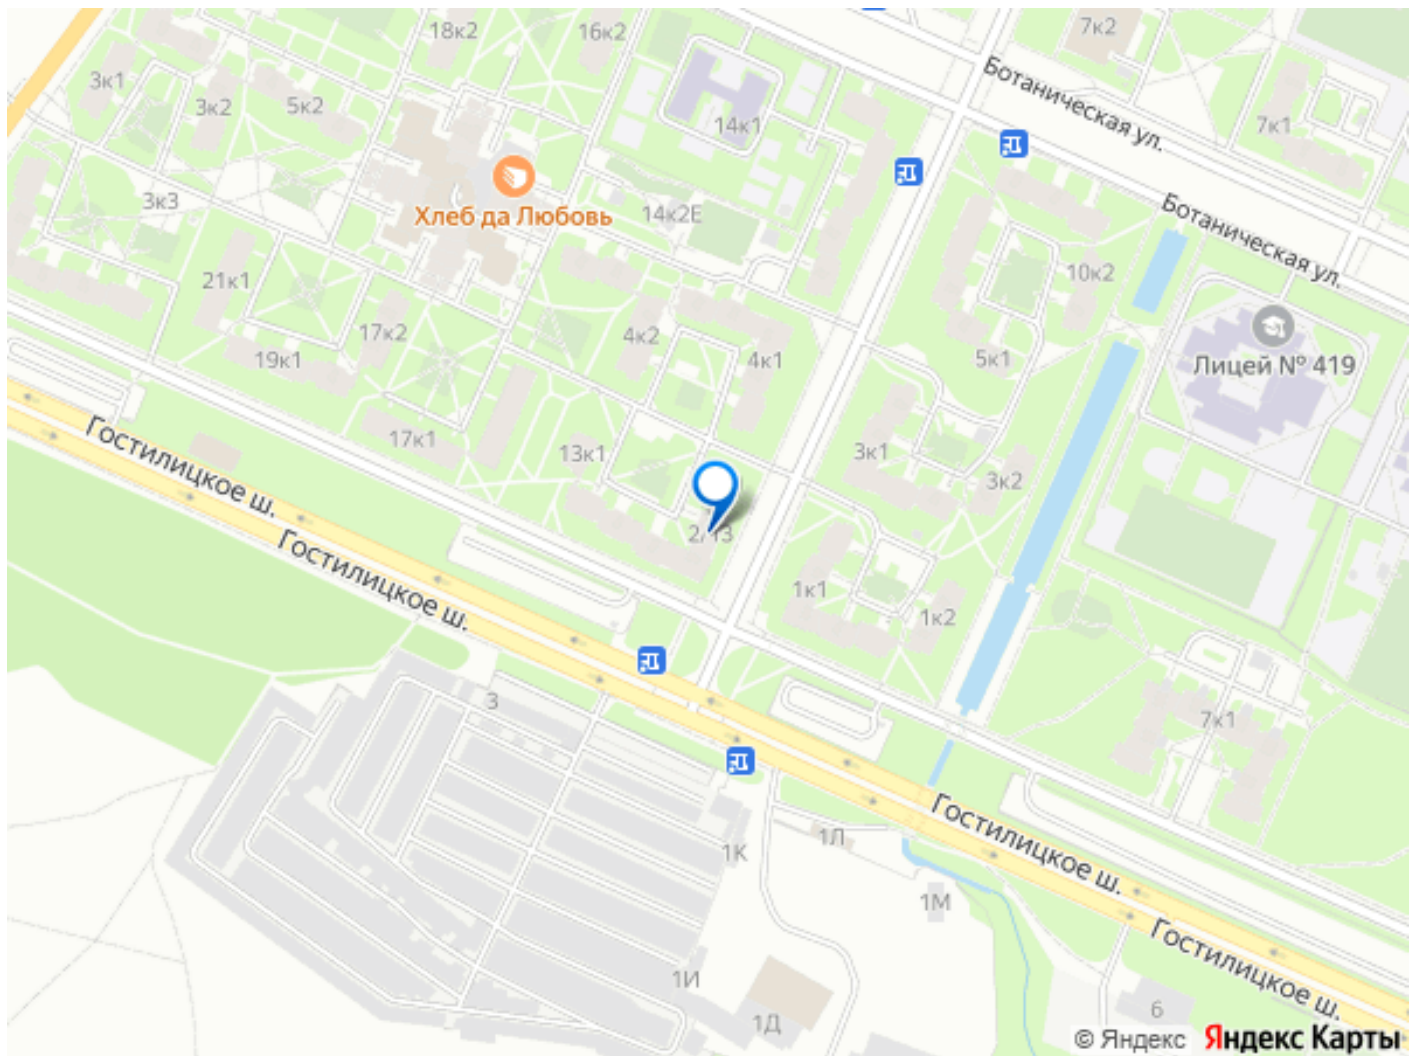 18к2
16к2
7к2
3к1
3к2
5к2
14к1
Ботаническая ул.
7к1
3к3
Хлеб да Любовь
14к2Е
Ботаническая ул.
21к1
10к2
17к2
4к2
19к1
4к1
5к1
Лицей № 419
17к1
13к1
3к1
3к2
Гостилицкое ш.
2/13
Гостилицкое ш.
1к1
1к2
3
7к1
1Л
1К
Гостилицкое ш.
1М
Гостилицкое ш.
1И
1Д
6
© Яндекс Яндекс Карты